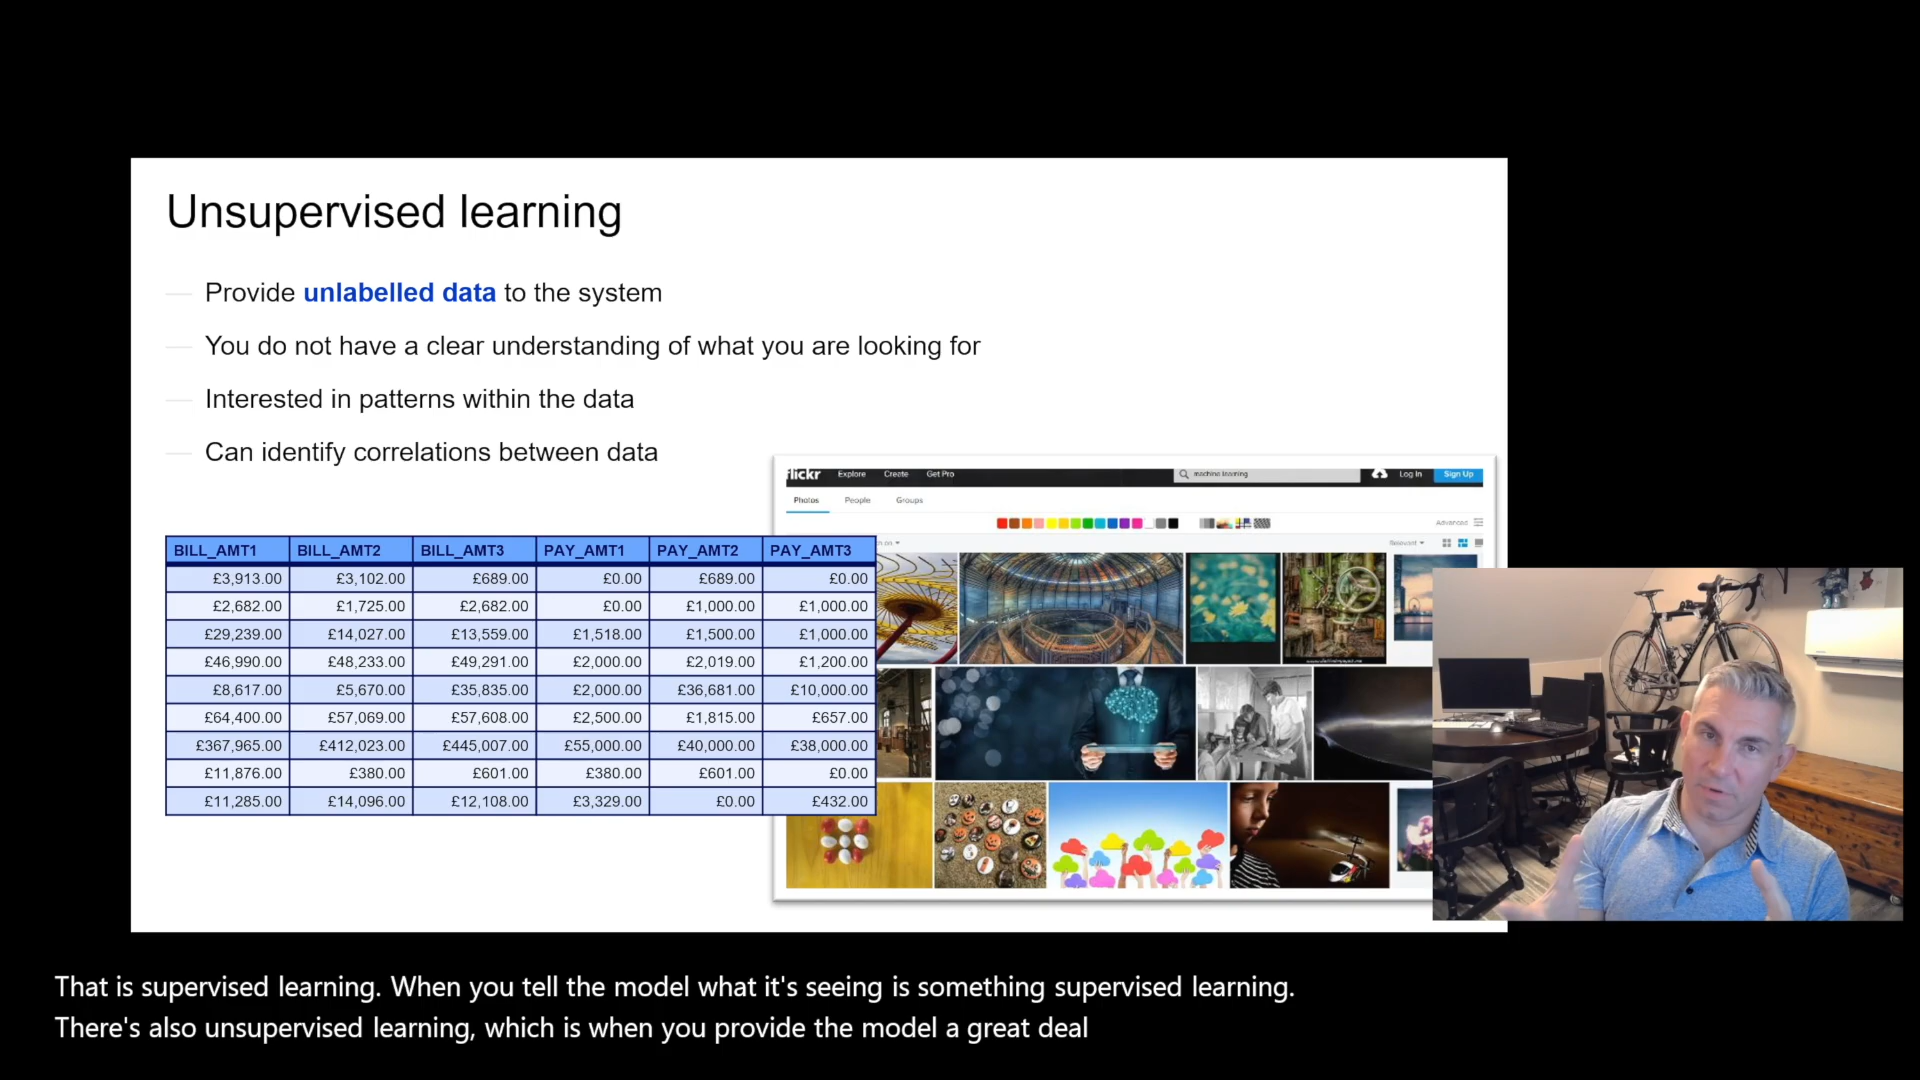 Unsupervised learning
Provide unlabelled data to the system
You do not have a clear understanding of what you are looking for
Interested in patterns within the data
Can identify correlations between data
flickr Explore Create Get Pro machine learning Log In Sign Up
Photos People Groups
Advanced
Relevant
BILL_AMT1 BILL_AMT2 BILL_AMT3 PAY_AMT1 PAY_AMT2 PAY_AMT3
£3,913.00 £3,102.00 £689.00 £0.00 £689.00 £0.00
£2,682.00 £1,725.00 £2,682.00 £0.00 £1,000.00 £1,000.00
£29,239.00 £14,027.00 £13,559.00 £1,518.00 £1,500.00 £1,000.00
£46,990.00 £48,233.00 £49,291.00 £2,000.00 £2,019.00 £1,200.00
£8,617.00 £5,670.00 £35,835.00 £2,000.00 £36,681.00 £10,000.00
£64,400.00 £57,069.00 £57,608.00 £2,500.00 £1,815.00 £657.00
£367,965.00 £412,023.00 £445,007.00 £55,000.00 £40,000.00 £38,000.00
£11,876.00 £380.00 £601.00 £380.00 £601.00 £0.00
£11,285.00 £14,096.00 £12,108.00 £3,329.00 £0.00 £432.00
That is supervised learning. When you tell the model what it's seeing is something supervised learning.
There's also unsupervised learning, which is when you provide the model a great deal